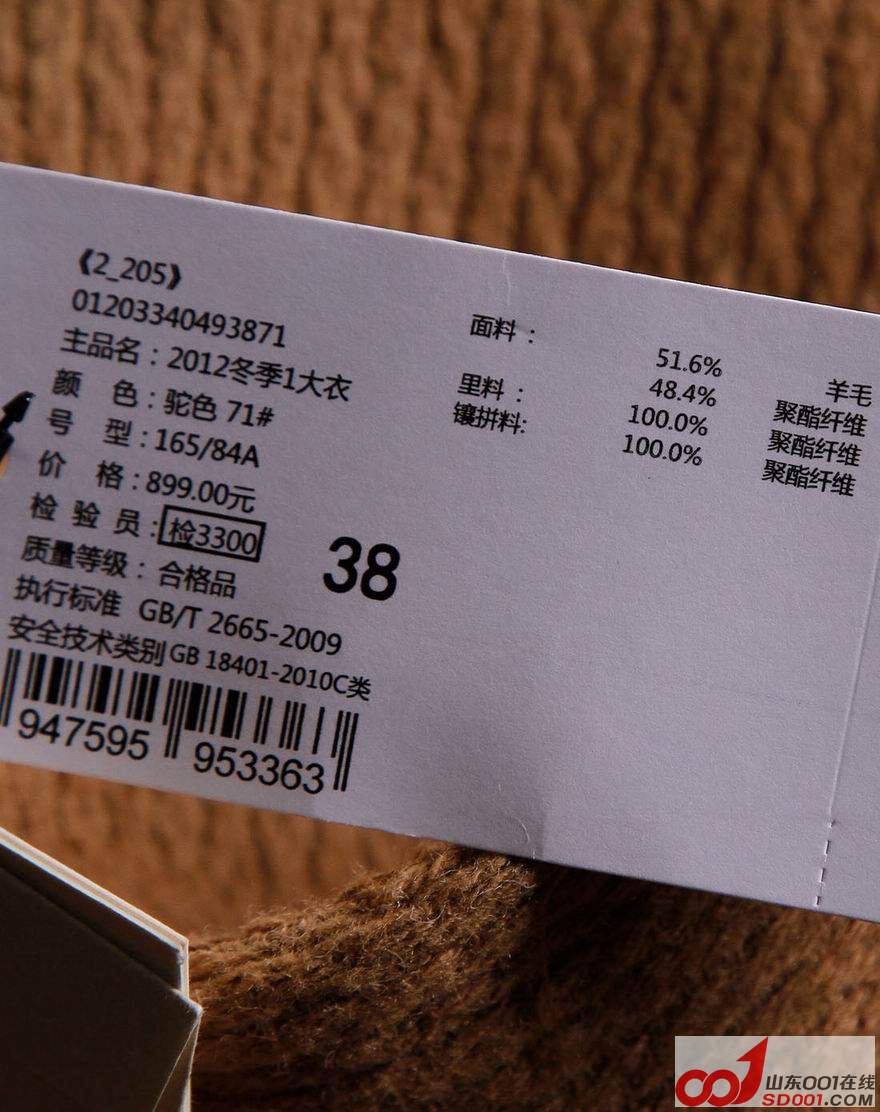 《2_205》
01203340493871
主品名：2012冬季1大衣
颜 色：驼色 71#
号 型：165/84A
价 格：899.00元
检 验 员：检3300
质量等级：合格品
38
执行标准 GB/T 2665-2009
安全技术类别 GB 18401-2010C类
947595 953363
面料： 51.6% 羊毛
48.4% 聚酯纤维
里料： 100.0% 聚酯纤维
镶拼料: 100.0% 聚酯纤维
山东001在线
SD001.COM